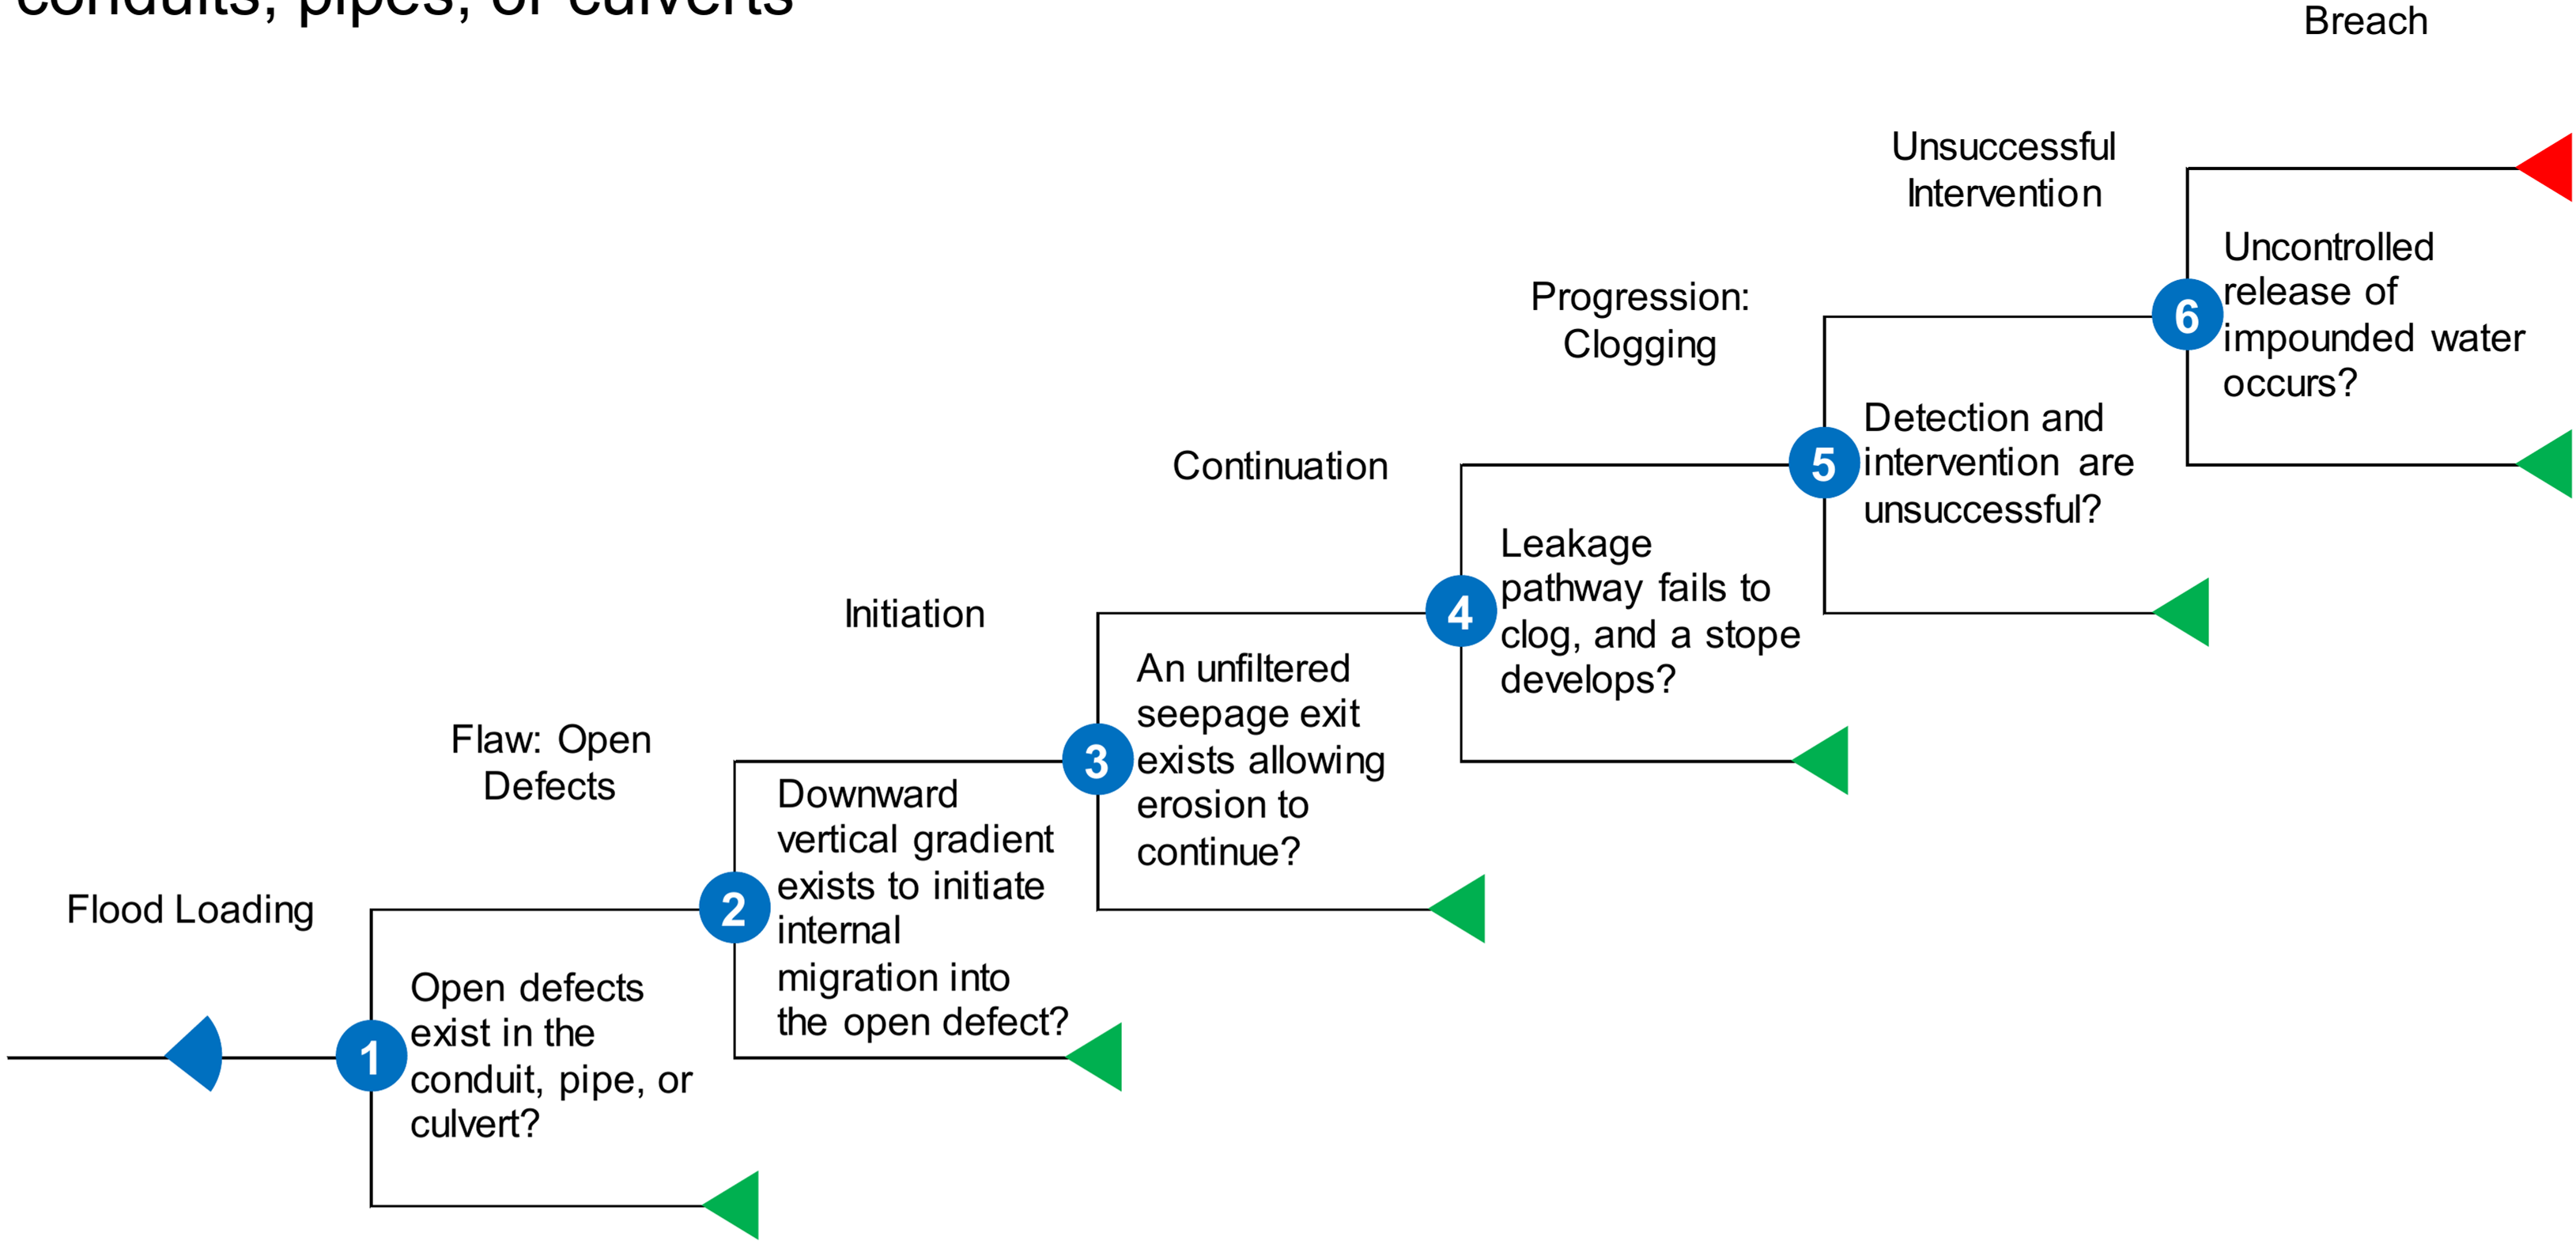 conduits, pipes, or culverts
Breach
Unsuccessful
Intervention
Uncontrolled
release of
impounded water
occurs?
6
Progression:
Clogging
Detection and
intervention are
unsuccessful?
5
Continuation
Leakage
pathway fails to
clog, and a stope
develops?
4
Initiation
An unfiltered
seepage exit
exists allowing
erosion to
continue?
3
Flaw: Open
Defects
Downward
vertical gradient
exists to initiate
internal
migration into
the open defect?
2
Flood Loading
Open defects
exist in the
conduit, pipe, or
culvert?
1